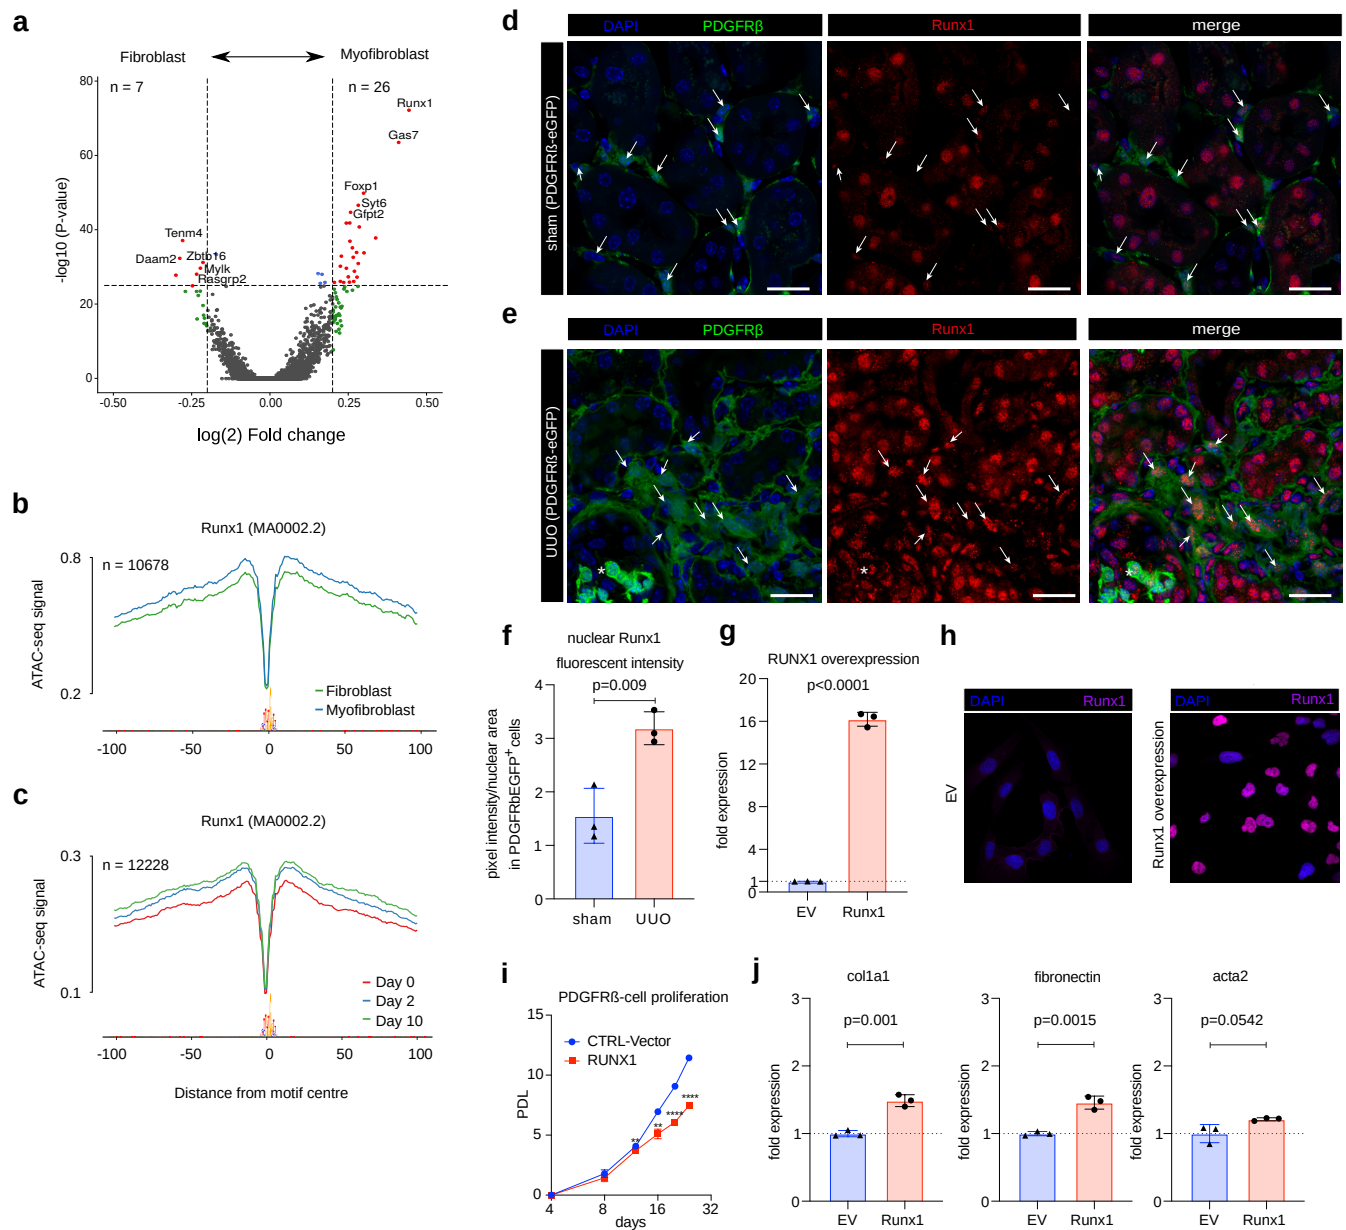 a
Fibroblast
Myofibroblast
80
n = 7
n = 26
Runx1
Gas7
60
Foxp1
Syt6
Gfpt2
40
Tenm4
Daam2
Zbtb16
Mylk
Rasgrp2
20
0
-log10 (P-value)
-0.50
-0.25
0.00
0.25
0.50
log(2) Fold change
b
Runx1 (MA0002.2)
0.8
n = 10678
ATAC-seq signal
Fibroblast
Myofibroblast
0.2
-100
-50
0
50
100
c
Runx1 (MA0002.2)
0.3
n = 12228
ATAC-seq signal
Day 0
Day 2
Day 10
0.1
-100
-50
0
50
100
Distance from motif centre
d
DAPI
PDGFRβ
Runx1
merge
sham (PDGFRß-eGFP)
e
DAPI
PDGFRβ
Runx1
merge
UUO (PDGFRß-eGFP)
*
*
*
f
nuclear Runx1
fluorescent intensity
p=0.009
4
3
2
1
0
pixel intensity/nuclear area
in PDGFRbEGFP+ cells
sham
UUO
g
RUNX1 overexpression
p<0.0001
20
16
12
8
4
1
0
fold expression
EV
Runx1
h
DAPI
Runx1
EV
DAPI
Runx1
Runx1 overexpression
i
PDGFRß-cell proliferation
15
CTRL-Vector
RUNX1
10
5
0
PDL
**
**
****
****
4
8
16
32
days
j
col1a1
3
p=0.001
2
1
0
fold expression
EV
Runx1
fibronectin
3
p=0.0015
2
1
0
fold expression
EV
Runx1
acta2
3
p=0.0542
2
1
0
fold expression
EV
Runx1